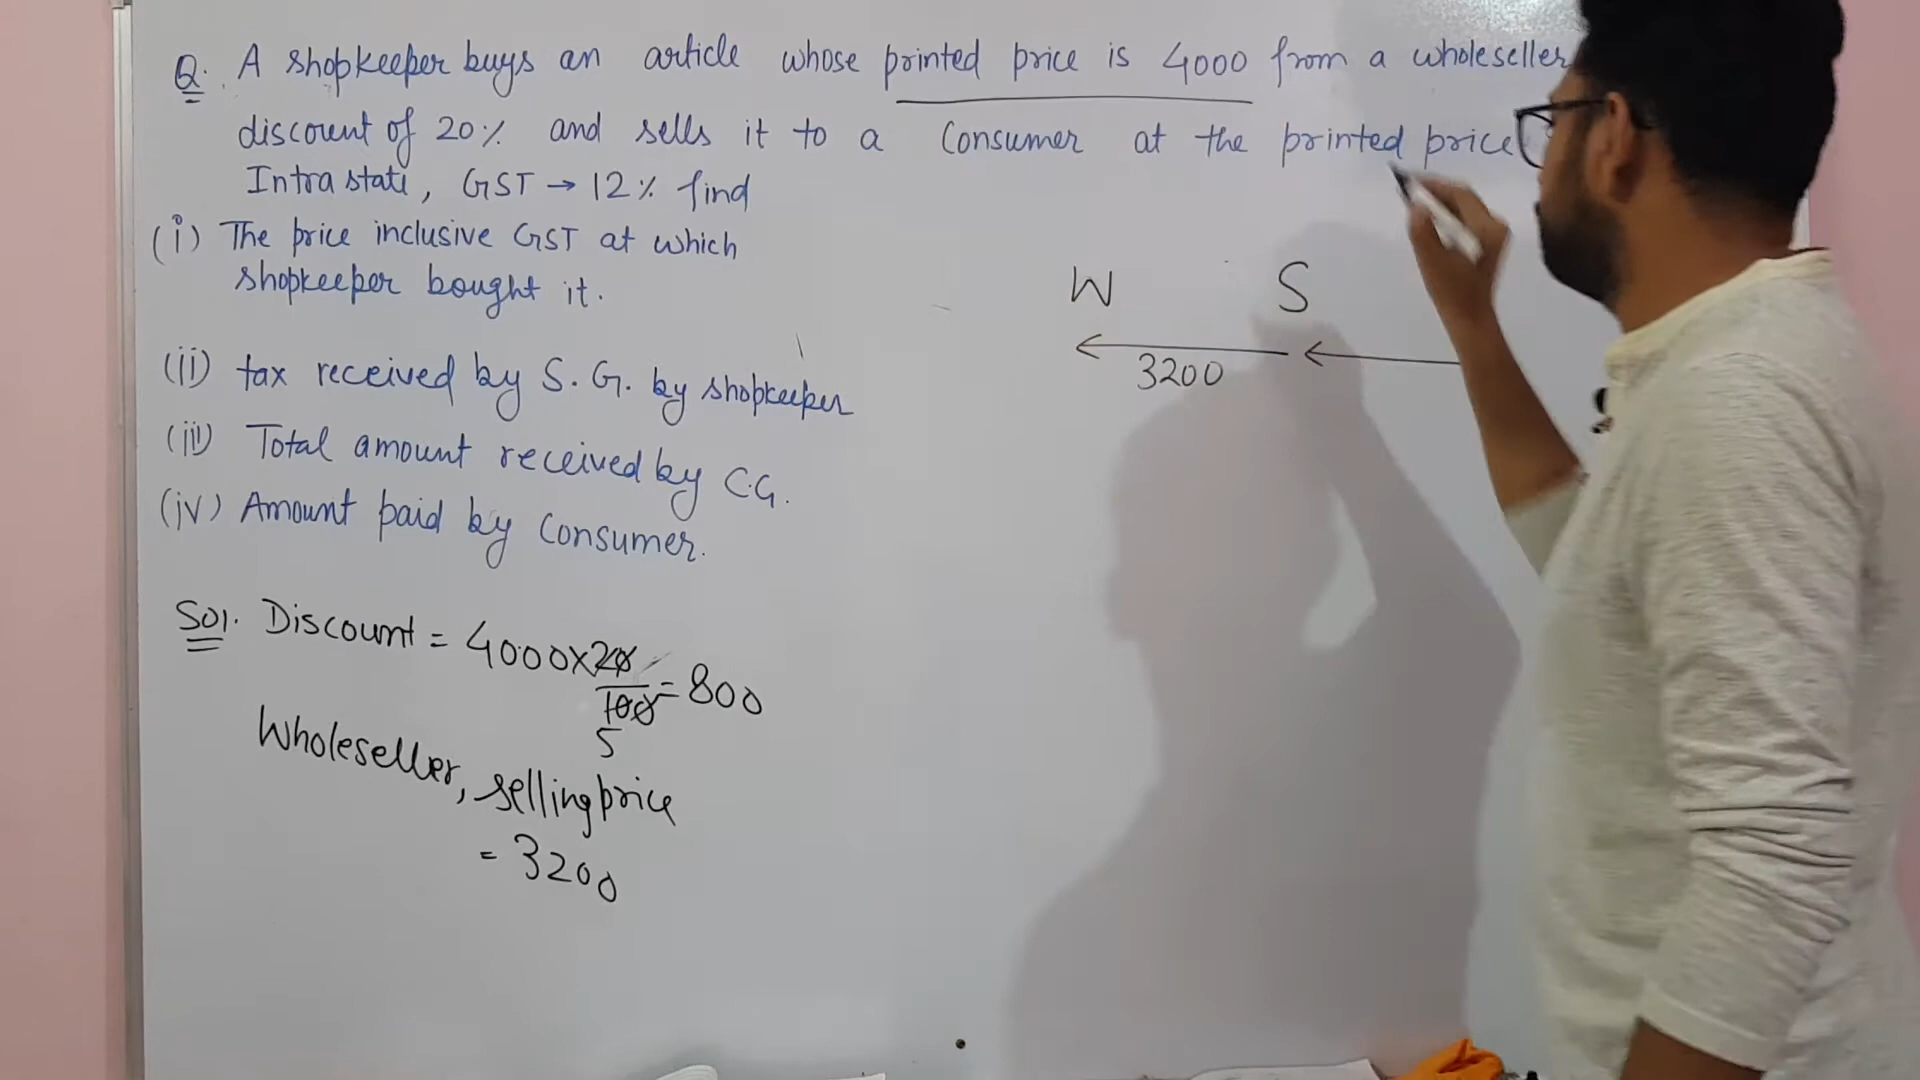 Q. A shopkeeper buys an article whose printed price is 4000 from a wholeseller
discount of 20% and sells it to a Consumer at the printed price
Intra state, GST → 12% find
(i) The price inclusive GST at which
shopkeeper bought it.
(ii) tax received by S.G. by shopkeeper
(iii) Total amount received by C.G.
(iv) Amount paid by Consumer.
W S
3200
Sol. Discount = 4000 × 20/100 = 800
5
Wholeseller, selling price
= 3200